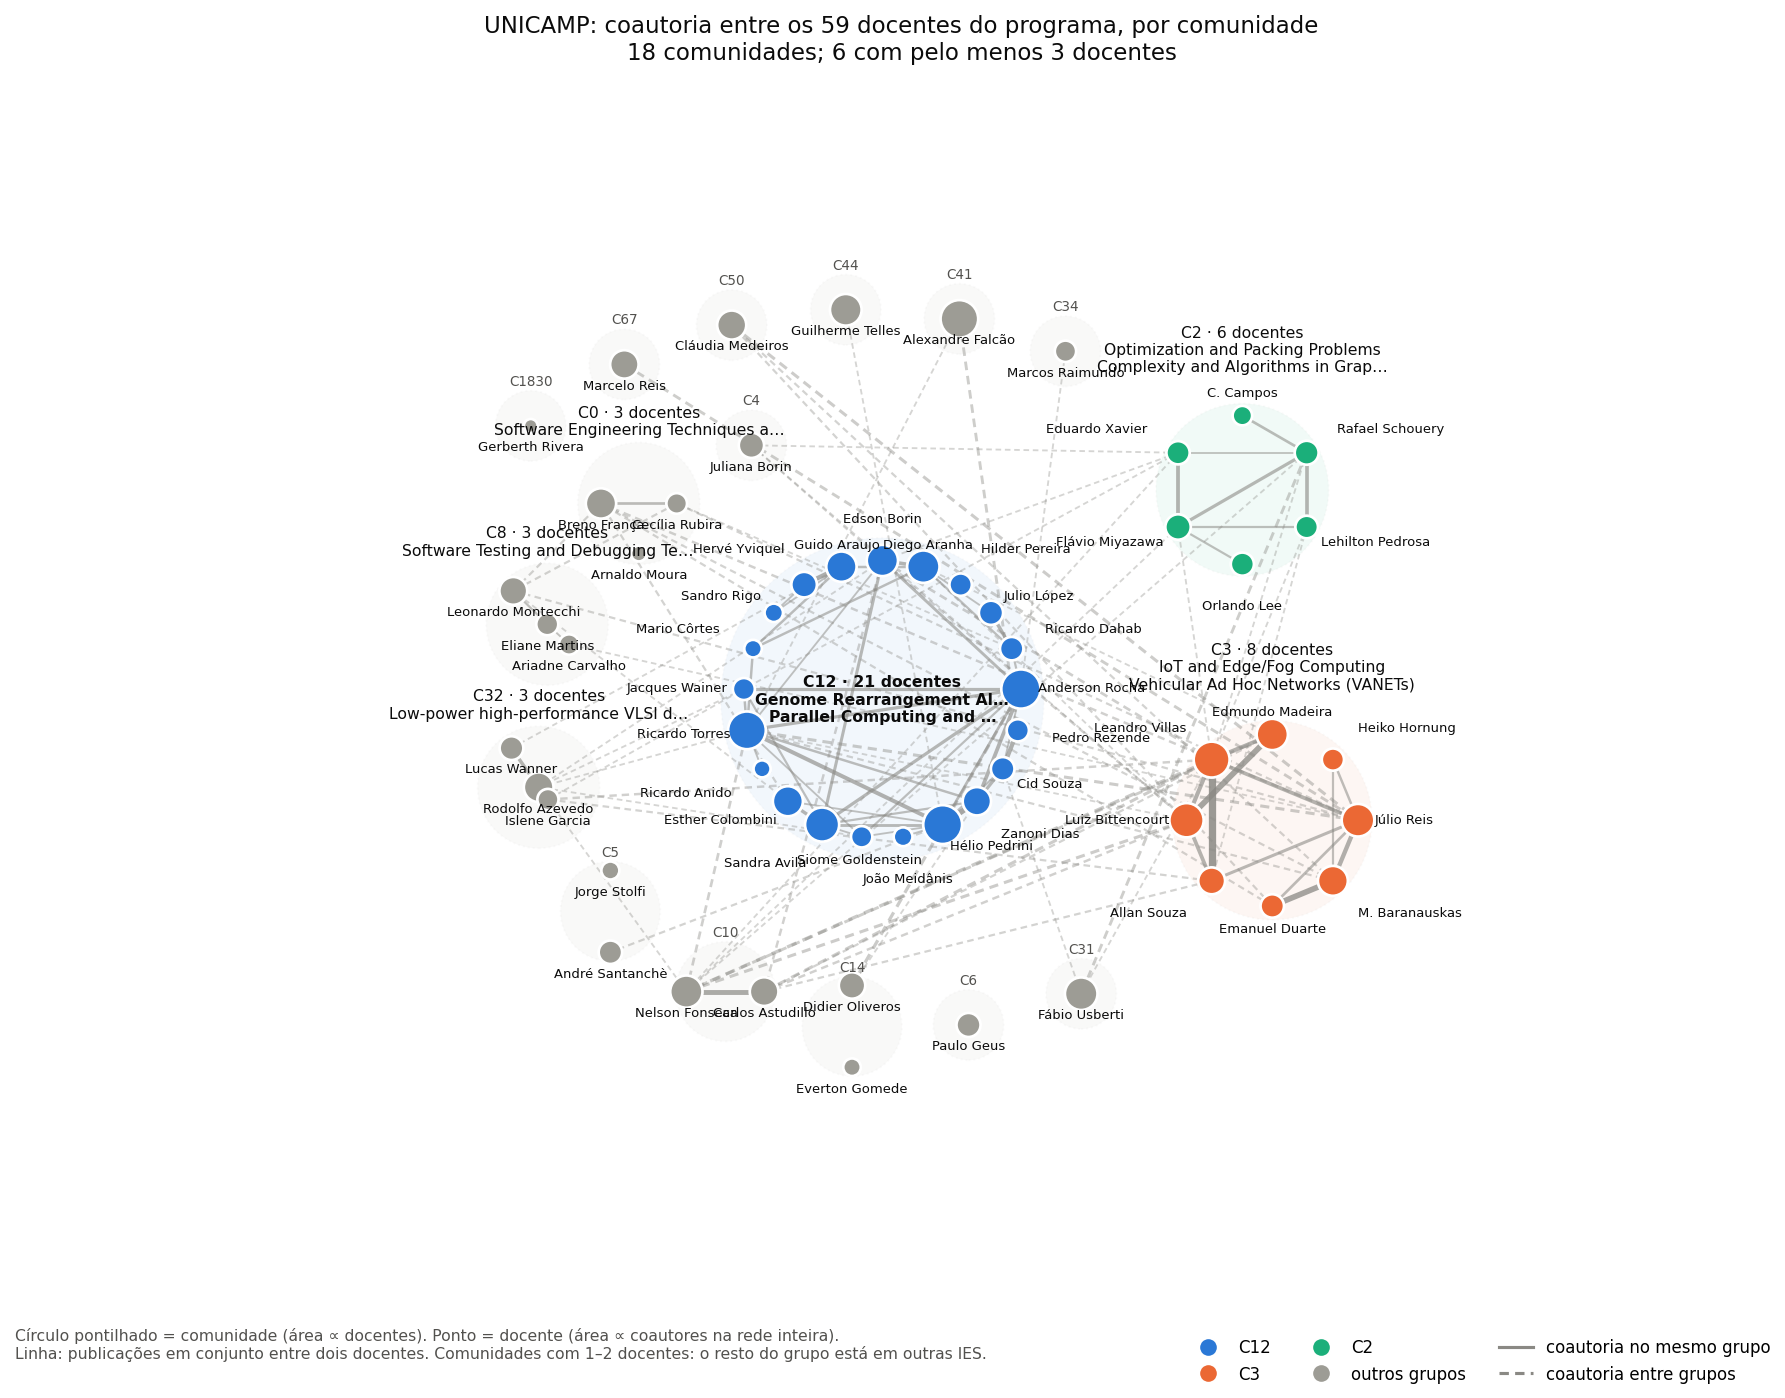 UNICAMP: coautoria entre os 59 docentes do programa, por comunidade
18 comunidades; 6 com pelo menos 3 docentes
C44
C41
C50
C34
C67
Guilherme Telles
Alexandre Falcão
Cláudia Medeiros
Marcos Raimundo
C2 · 6 docentes
Optimization and Packing Problems
Complexity and Algorithms in Grap…
C1830
Marcelo Reis
C. Campos
C4
C0 · 3 docentes
Software Engineering Techniques a…
Eduardo Xavier
Rafael Schouery
Gerberth Rivera
Juliana Borin
Edson Borin
Breno França
Cecília Rubira
C8 · 3 docentes
Software Testing and Debugging Te…
Hervé Yviquel
Guido Araujo
Diego Aranha
Hilder Pereira
Flávio Miyazawa
Lehilton Pedrosa
Arnaldo Moura
Sandro Rigo
Julio López
Orlando Lee
Leonardo Montecchi
Mario Côrtes
Ricardo Dahab
Eliane Martins
Ariadne Carvalho
C3 · 8 docentes
IoT and Edge/Fog Computing
Vehicular Ad Hoc Networks (VANETs)
C12 · 21 docentes
Genome Rearrangement Al…
Parallel Computing and …
Jacques Wainer
Anderson Rocha
C32 · 3 docentes
Low-power high-performance VLSI d…
Edmundo Madeira
Leandro Villas
Heiko Hornung
Ricardo Torres
Pedro Rezende
Lucas Wanner
Cid Souza
Ricardo Anido
Rodolfo Azevedo
Islene Garcia
Esther Colombini
Luiz Bittencourt
Júlio Reis
Zanoni Dias
Hélio Pedrini
C5
Sandra Avila
Siome Goldenstein
João Meidânis
Jorge Stolfi
Allan Souza
M. Baranauskas
Emanuel Duarte
C10
C31
C14
André Santanchè
C6
Nelson Fonseca
Carlos Astudillo
Didier Oliveros
Fábio Usberti
Paulo Geus
Everton Gomede
Círculo pontilhado = comunidade (área ∝ docentes). Ponto = docente (área ∝ coautores na rede inteira).
Linha: publicações em conjunto entre dois docentes. Comunidades com 1–2 docentes: o resto do grupo está em outras IES.
C12
C3
C2
outros grupos
coautoria no mesmo grupo
coautoria entre grupos